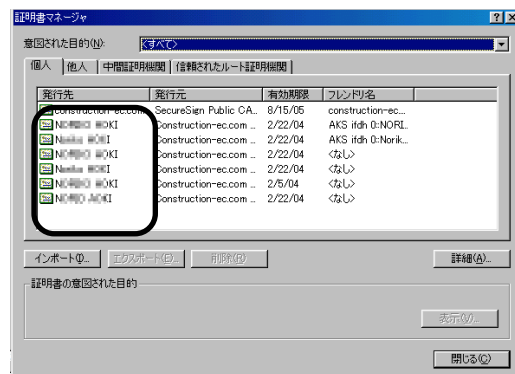 証明書マネージャ
意図された目的(N): <すべて>
個人 他人 中間証明機関 信頼されたルート証明機関
発行先 発行元 有効期限 フレンドリ名
construction-ec.com SecureSign Public CA... 8/15/05 construction-ec...
Construction-ec.com ... 2/22/04 AKS ifdh 0:NORI...
Construction-ec.com ... 2/22/04 AKS ifdh 0:Norik...
Construction-ec.com ... 2/22/04 <なし>
Construction-ec.com ... 2/22/04 <なし>
Construction-ec.com ... 2/5/04 <なし>
Construction-ec.com ... 2/22/04 <なし>
インポート(I)... エクスポート(E)... 削除(R) 詳細(A)...
証明書の意図された目的
表示(V)...
閉じる(C)